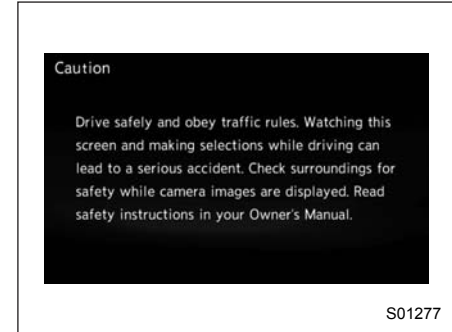 Caution
Drive safely and obey traffic rules. Watching this
screen and making selections while driving can
lead to a serious accident. Check surroundings for
safety while camera images are displayed. Read
safety instructions in your Owner's Manual.
S01277